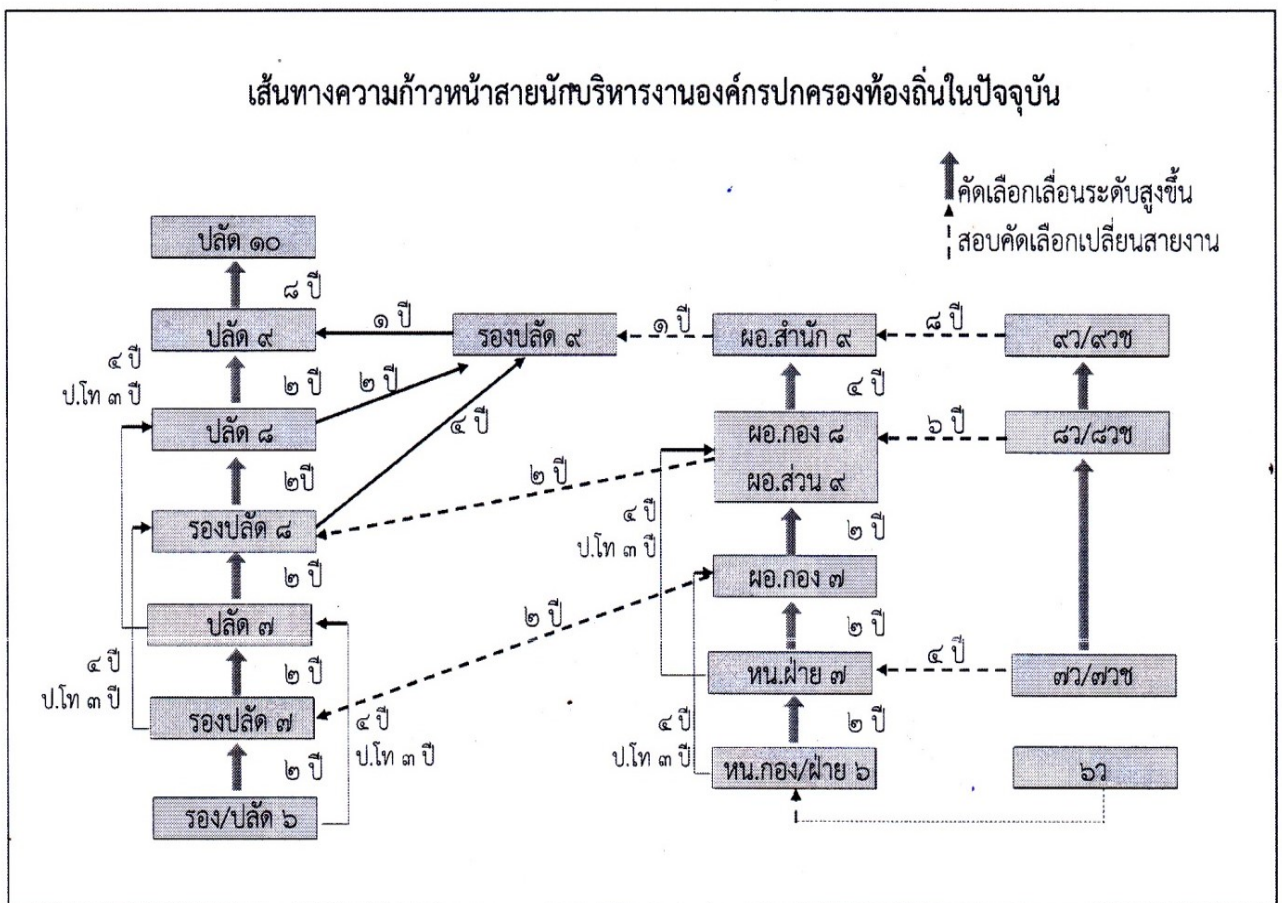 เส้นทางความก้าวหน้าสายนักบริหารงานองค์กรปกครองท้องถิ่นในปัจจุบัน
คัดเลือกเลื่อนระดับสูงขึ้น
สอบคัดเลือกเปลี่ยนสายงาน
ปลัด ๑๐
๘ ปี
ปลัด ๙
๑ ปี
รองปลัด ๙
๑ ปี
ผอ.สำนัก ๙
๘ ปี
๙ว/๙วช
๔ ปี
ป.โท ๓ ปี
๒ ปี
๒ ปี
๔ ปี
๔ ปี
ปลัด ๘
ผอ.กอง ๘
ผอ.ส่วน ๙
๖ ปี
๘ว/๘วช
๒ปี
๒ ปี
๔ ปี
ป.โท ๓ ปี
รองปลัด ๘
๒ ปี
๒ ปี
ผอ.กอง ๗
ปลัด ๗
๒ ปี
๒ ปี
๔ ปี
ป.โท ๓ ปี
๒ ปี
หน.ฝ่าย ๗
๔ ปี
๗ว/๗วช
รองปลัด ๗
๔ ปี
ป.โท ๓ ปี
๒ ปี
๔ ปี
ป.โท ๓ ปี
๒ ปี
หน.กอง/ฝ่าย ๖
๖ว
รอง/ปลัด ๖